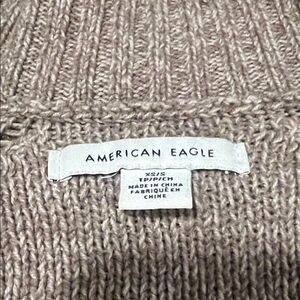 AMERICAN EAGLE
XS/S
TP/P/CH
MADE IN CHINA
FABRIQUÉ EN
CHINE